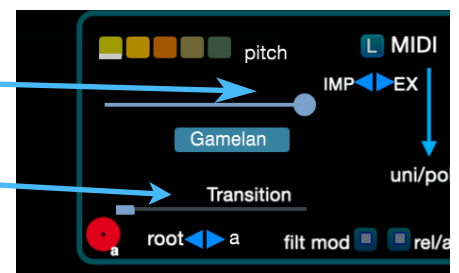 pitch
L MIDI
IMP EX
Gamelan
uni/pol
Transition
a
root a
filt mod
rel/a